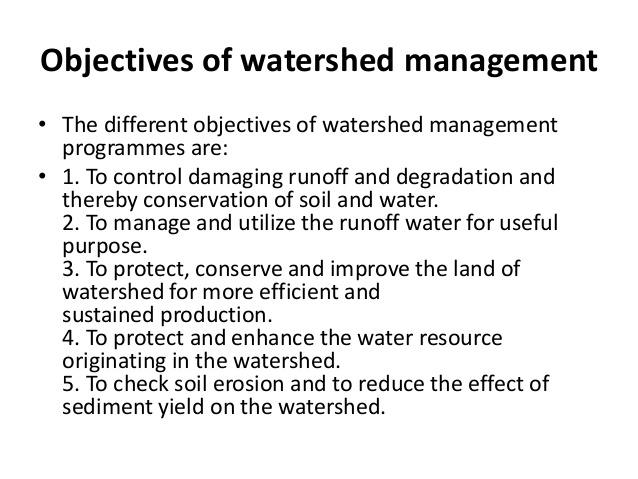 Objectives of watershed management
• The different objectives of watershed management
programmes are:
• 1. To control damaging runoff and degradation and
thereby conservation of soil and water.
2. To manage and utilize the runoff water for useful
purpose.
3. To protect, conserve and improve the land of
watershed for more efficient and
sustained production.
4. To protect and enhance the water resource
originating in the watershed.
5. To check soil erosion and to reduce the effect of
sediment yield on the watershed.